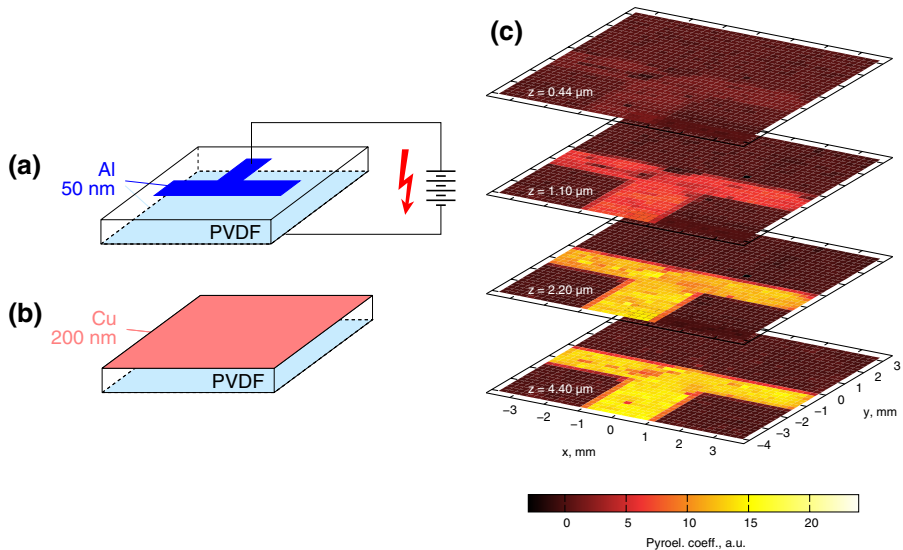 (a)
Al
50 nm
PVDF
(b)
Cu
200 nm
PVDF
(c)
z = 0.44 µm
z = 1.10 µm
z = 2.20 µm
z = 4.40 µm
−3 −2 −1 0 1 2 3
x, mm
−4 −3 −2 −1 0 1 2 3
y, mm
0 5 10 15 20
Pyroel. coeff., a.u.